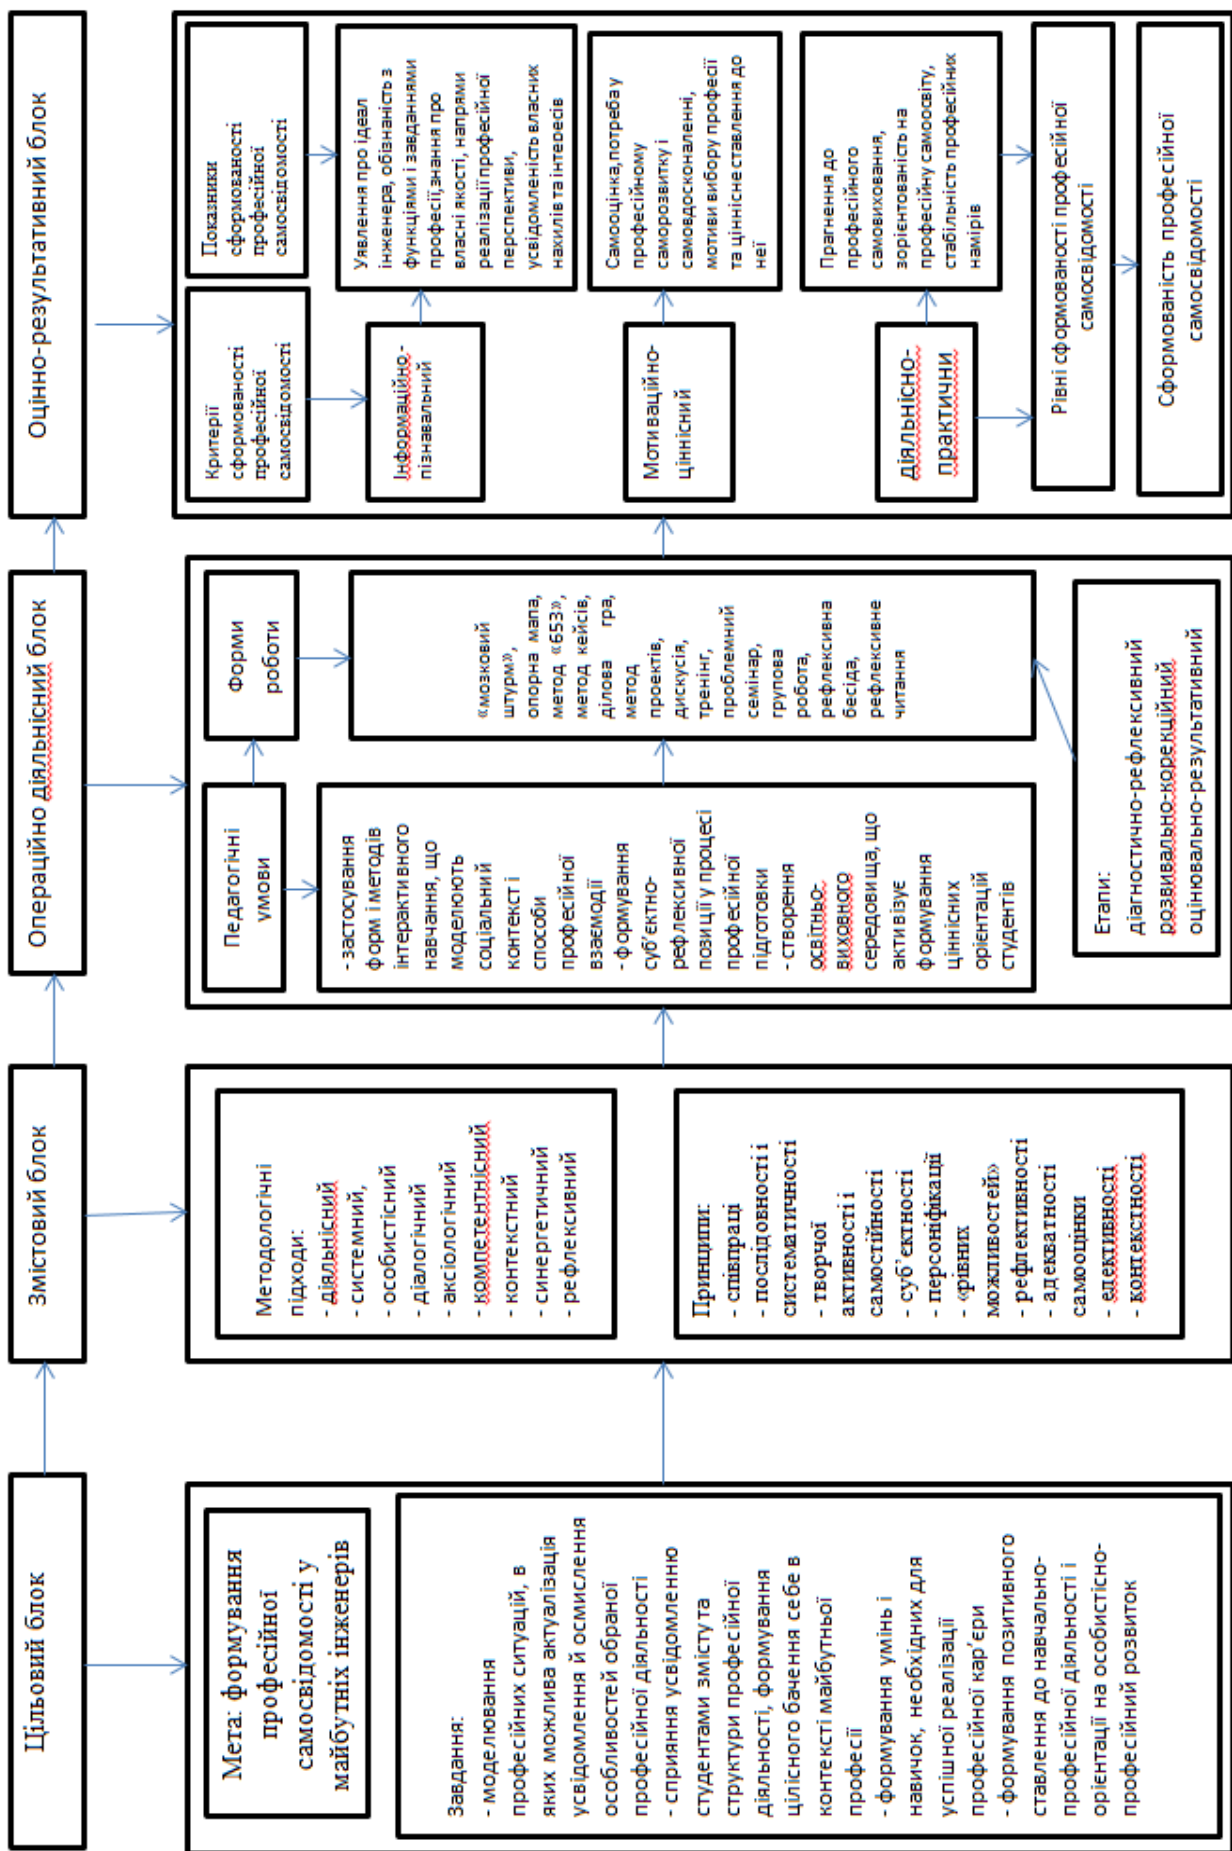 Цільовий блок
Мета: формування
професійної
самосвідомості у
майбутніх інженерів
Завдання:
- моделювання
професійних ситуацій, в
яких можлива актуалізація
усвідомлення й осмислення
особливостей обраної
професійної діяльності
- сприяння усвідомленню
студентами змісту та
структури професійної
діяльності, формування
цілісного бачення себе в
контексті майбутньої
професії
- формування умінь і
навичок, необхідних для
успішної реалізації
професійної кар’єри
- формування позитивного
ставлення до навчально-
професійної діяльності і
орієнтації на особистісно-
професійний розвиток
Змістовий блок
Методологічні
підходи:
- діяльнісний
- системний,
- особистісний
- діалогічний
- аксіологічний
- компетентнісний
- контекстний
- синергетичний
- рефлексивний
Принципи:
- співпраці
- послідовності і
систематичності
- творчої
активності і
самостійності
- суб’єктності
- персоніфікації
- «рівних
можливостей»
- рефлективності
- адекватності
самооцінки
- елективності
- контекстності
Операційно діяльнісний блок
Педагогічні
умови
- застосування
форм і методів
інтерактивного
навчання, що
моделюють
соціальний
контекст і
способи
професійної
взаємодії
- формування
суб’єктно-
рефлексивної
позиції у процесі
професійної
підготовки
- створення
освітньо-
виховного
середовища, що
активізує
формування
ціннісних
орієнтацій
студентів
Форми
роботи
«мозковий
штурм»,
опорна мапа,
метод «653»,
метод кейсів,
ділова гра,
метод
проектів,
дискусія,
тренінг,
проблемний
семінар,
групова
робота,
рефлексивна
бесіда,
рефлексивне
читання
Етапи:
діагностично-рефлексивний
розвивально-корекційний
оцінювально-результативний
Оцінно-результативний блок
Критерії
сформованості
професійної
самосвідомості
Показники
сформованості
професійної
самосвідомості
Інформаційно-
пізнавальний
Уявлення про ідеал
інженера, обізнаність з
функціями і завданнями
професії,знання про
власні якості, напрями
реалізації професійної
перспективи,
усвідомленість власних
нахилів та інтересів
Мотиваційно-
ціннісний
Самооцінка,потреба у
професійному
саморозвитку і
самовдосконаленні,
мотиви вибору професії
та ціннісне ставлення до
неї
діяльнісно-
практични
Прагнення до
професійного
самовиховання,
зорієнтованість на
професійну самоосвіту,
стабільність професійних
намірів
Рівні сформованості професійної
самосвідомості
Сформованість професійної
самосвідомості